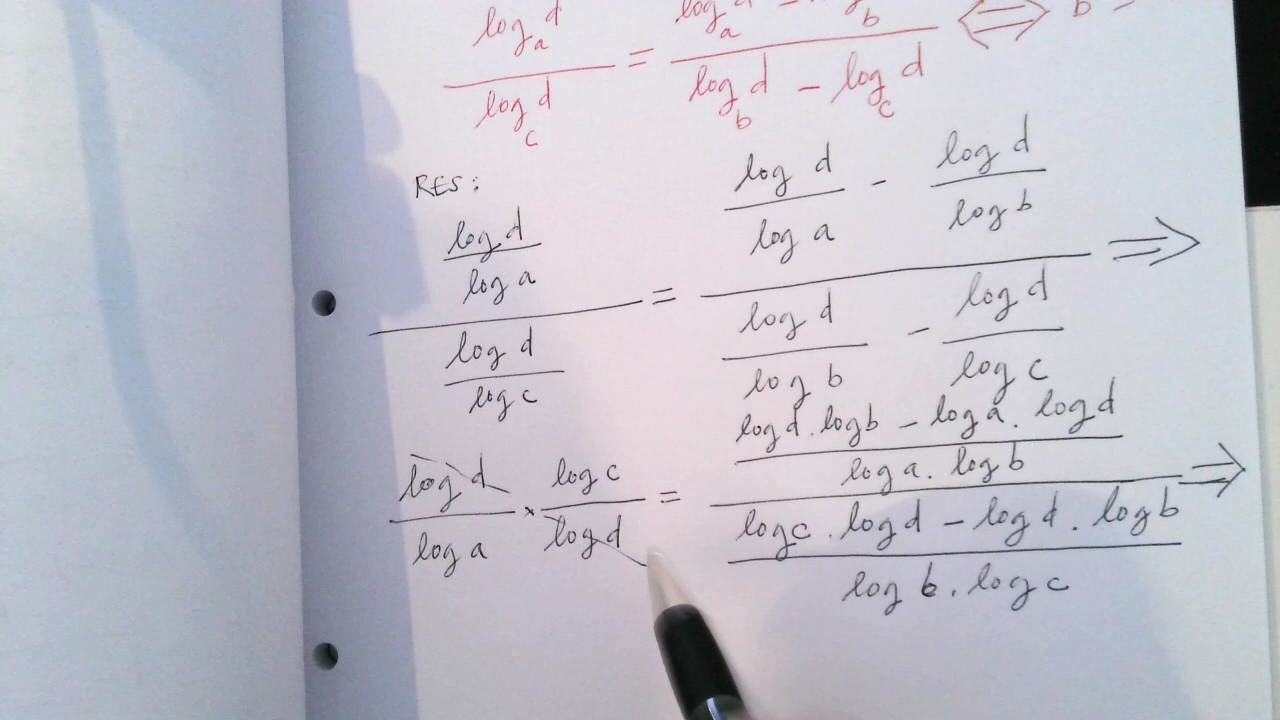 log_a d / log_c d = log_a d - log_b / log_b d - log_c d ⟺ b
RES:
(log d / log a) / (log d / log c) = (log d / log a - log d / log b) / (log d / log b - log d / log c) ⟹
log d / log a × log c / log d = (log d . log b - log a . log d / log a . log b) / (log c . log d - log d . log b / log b . log c) ⟹